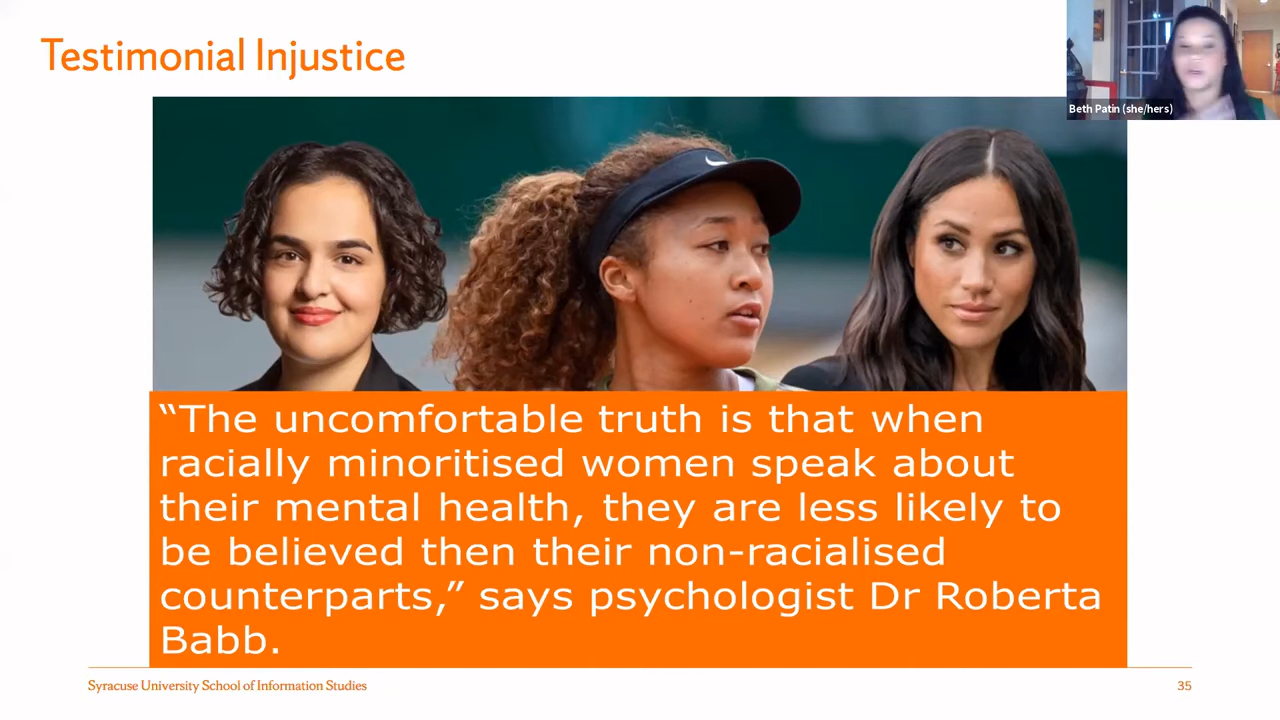 Testimonial Injustice
Beth Patin (she/hers)
“The uncomfortable truth is that when
racially minoritised women speak about
their mental health, they are less likely to
be believed then their non-racialised
counterparts,” says psychologist Dr Roberta
Babb.
Syracuse University School of Information Studies
35